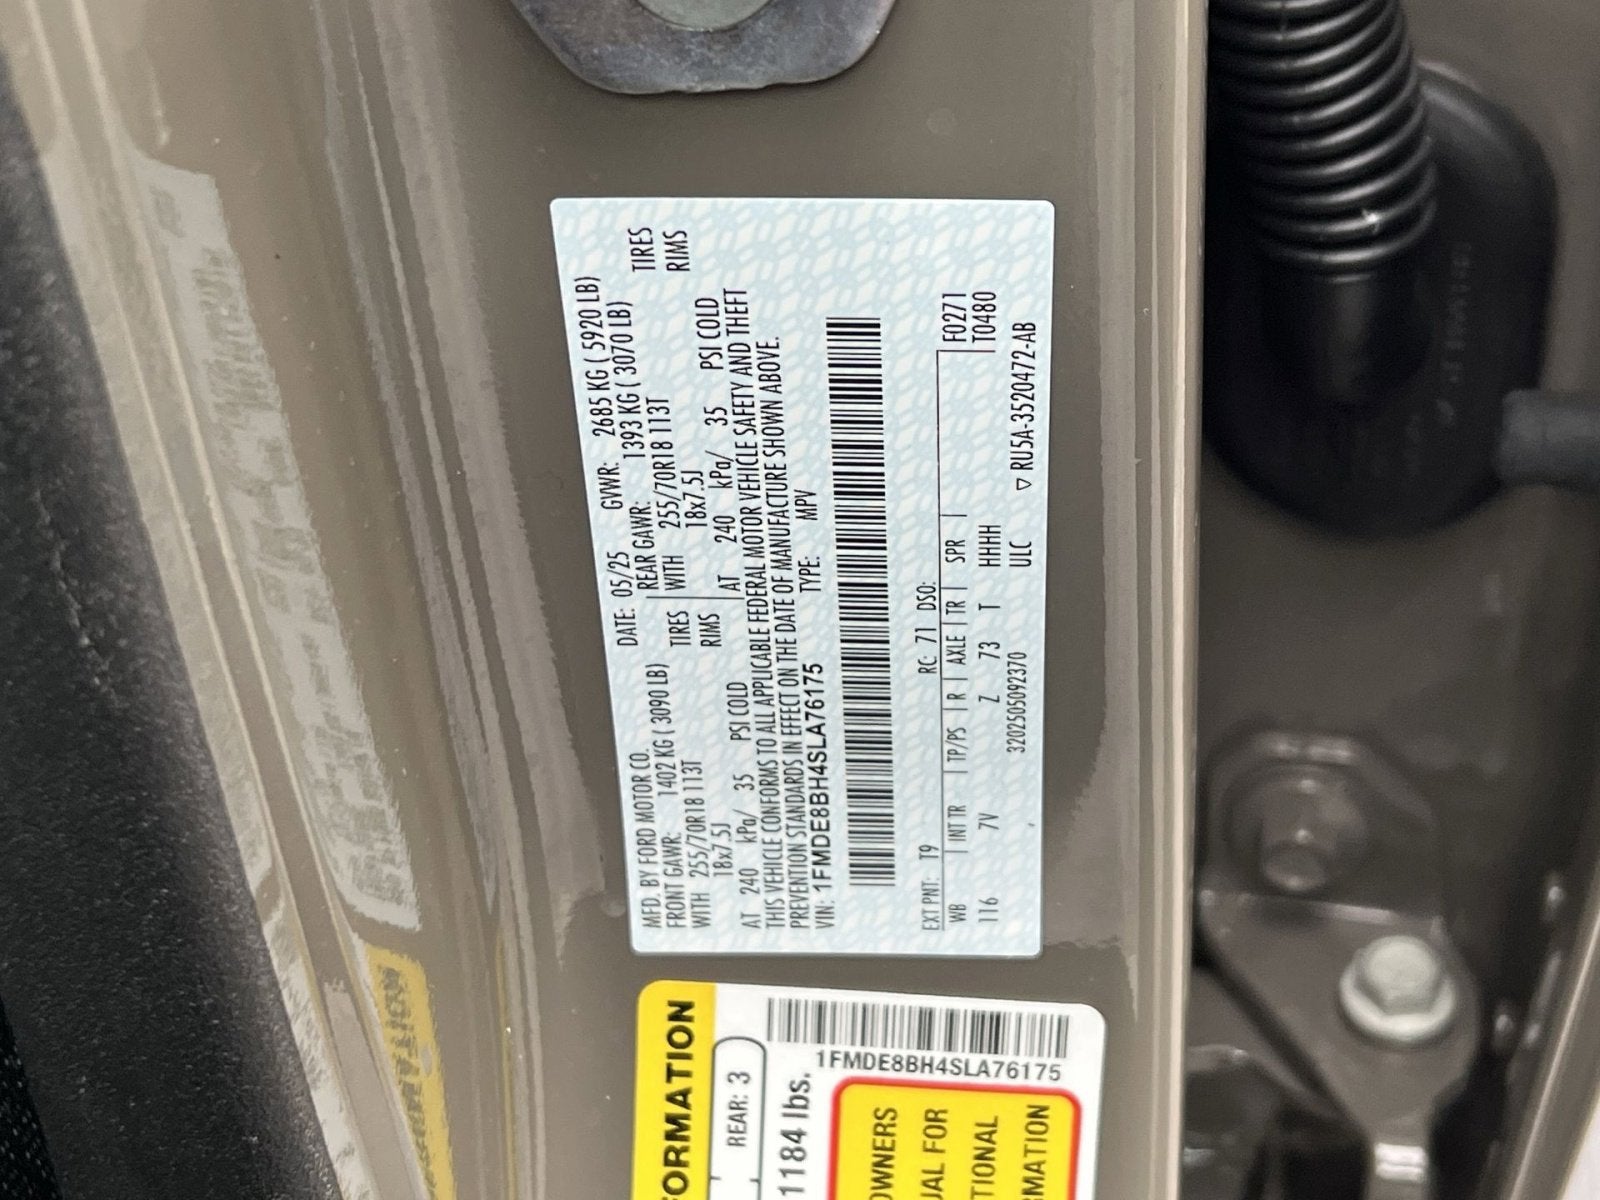 MFD. BY FORD MOTOR CO.
DATE: 05/25 GVWR: 2685 KG ( 5920 LB)
FRONT GAWR: 1402 KG ( 3090 LB) REAR GAWR: 1393 KG ( 3070 LB)
WITH 255/70R18 113T TIRES WITH 255/70R18 113T TIRES
18x7.5J RIMS 18x7.5J RIMS
AT 240 kPa/ 35 PSI COLD AT 240 kPa/ 35 PSI COLD
THIS VEHICLE CONFORMS TO ALL APPLICABLE FEDERAL MOTOR VEHICLE SAFETY AND THEFT
PREVENTION STANDARDS IN EFFECT ON THE DATE OF MANUFACTURE SHOWN ABOVE.
VIN: 1FMDE8BH4SLA76175 TYPE: MPV
EXT PNT: T9 RC: 71 DSO: F0271
WB INT TR TP/PS R AXLE TR SPR T0480
116 7V Z 73 T HHHH
320250509237O ULC ▽ RU5A-3520472-AB
ORMATION
REAR: 3
1184 lbs.
1FMDE8BH4SLA76175
OWNERS
UAL FOR
TIONAL
RMATION